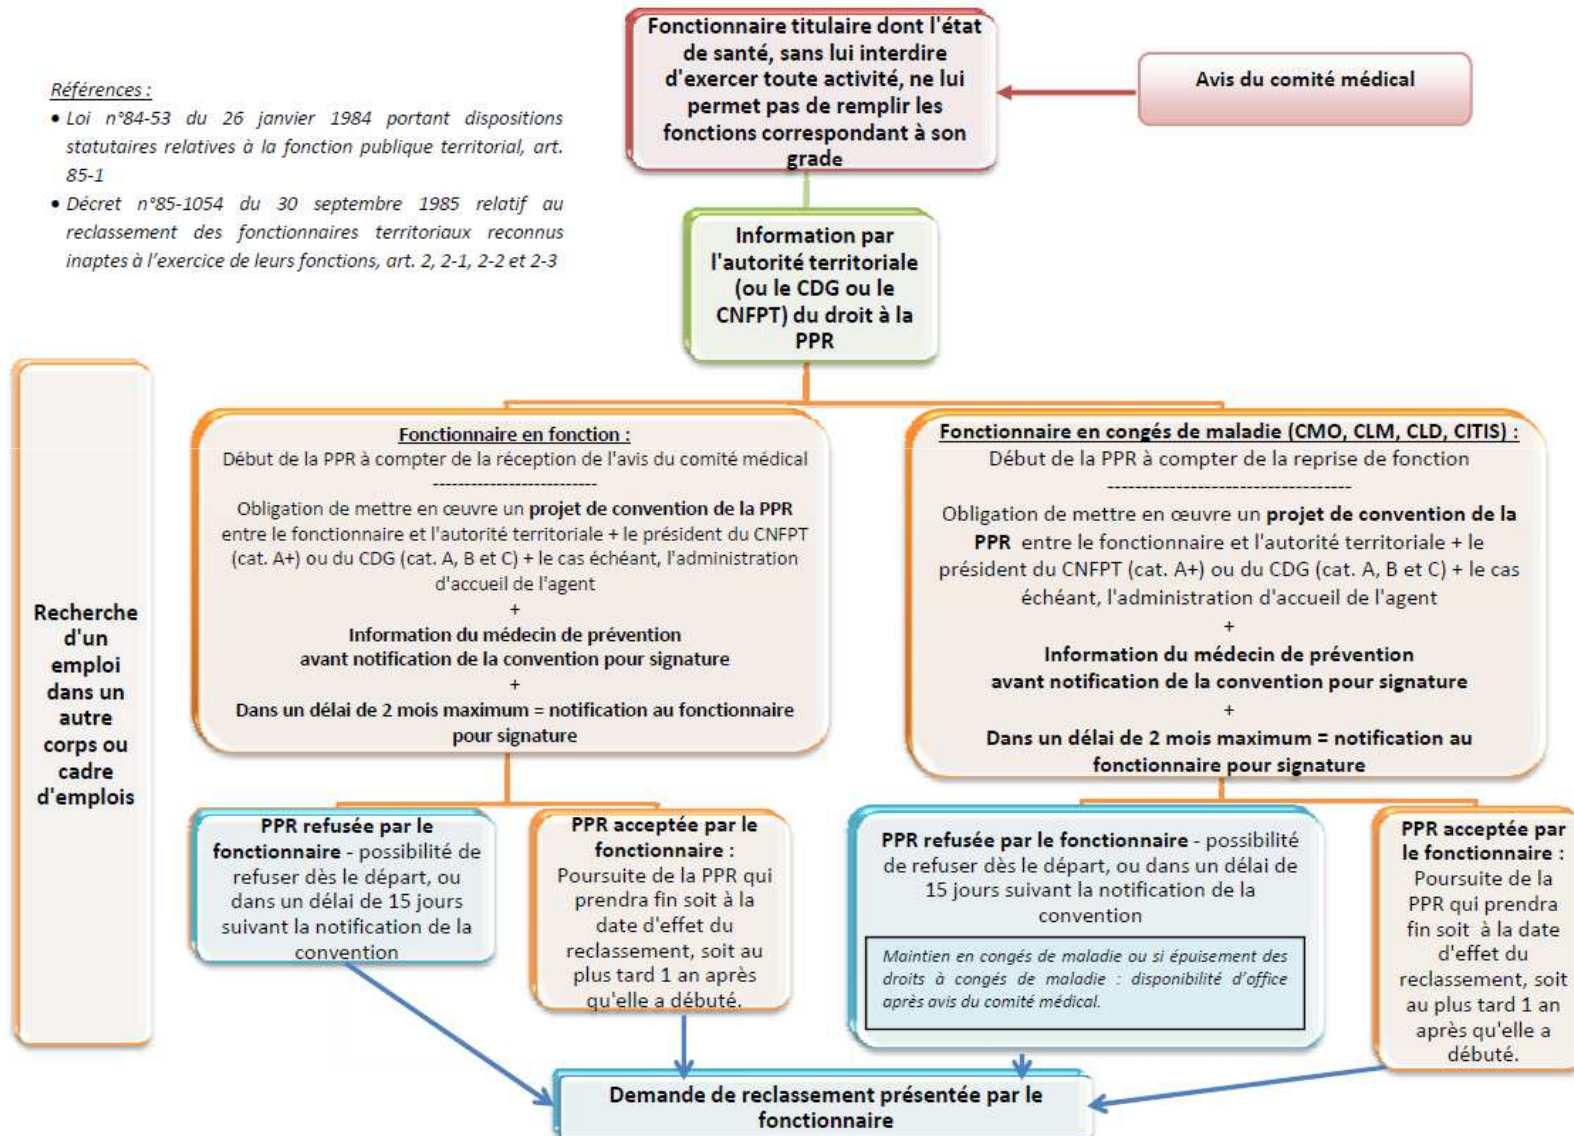 Fonctionnaire titulaire dont l'état
de santé, sans lui interdire
d'exercer toute activité, ne lui
permet pas de remplir les
fonctions correspondant à son
grade
Avis du comité médical
Références :
• Loi n°84-53 du 26 janvier 1984 portant dispositions
statutaires relatives à la fonction publique territorial, art.
85-1
• Décret n°85-1054 du 30 septembre 1985 relatif au
reclassement des fonctionnaires territoriaux reconnus
inaptes à l'exercice de leurs fonctions, art. 2, 2-1, 2-2 et 2-3
Information par
l'autorité territoriale
(ou le CDG ou le
CNFPT) du droit à la
PPR
Recherche
d'un
emploi
dans un
autre
corps ou
cadre
d'emplois
Fonctionnaire en fonction :
Début de la PPR à compter de la réception de l'avis du comité médical
--------------------------
Obligation de mettre en œuvre un projet de convention de la PPR
entre le fonctionnaire et l'autorité territoriale + le président du CNFPT
(cat. A+) ou du CDG (cat. A, B et C) + le cas échéant, l'administration
d'accueil de l'agent
+
Information du médecin de prévention
avant notification de la convention pour signature
+
Dans un délai de 2 mois maximum = notification au fonctionnaire
pour signature
Fonctionnaire en congés de maladie (CMO, CLM, CLD, CITIS) :
Début de la PPR à compter de la reprise de fonction
-----------------------------------
Obligation de mettre en œuvre un projet de convention de la
PPR entre le fonctionnaire et l'autorité territoriale + le
président du CNFPT (cat. A+) ou du CDG (cat. A, B et C) + le cas
échéant, l'administration d'accueil de l'agent
+
Information du médecin de prévention
avant notification de la convention pour signature
+
Dans un délai de 2 mois maximum = notification au
fonctionnaire pour signature
PPR refusée par le
fonctionnaire - possibilité de
refuser dès le départ, ou
dans un délai de 15 jours
suivant la notification de la
convention
PPR acceptée par le
fonctionnaire :
Poursuite de la PPR qui
prendra fin soit à la
date d'effet du
reclassement, soit au
plus tard 1 an après
qu'elle a débuté.
PPR refusée par le fonctionnaire - possibilité
de refuser dès le départ, ou dans un délai de
15 jours suivant la notification de la
convention
Maintien en congés de maladie ou si épuisement des
droits à congés de maladie : disponibilité d'office
après avis du comité médical.
PPR acceptée par
le fonctionnaire :
Poursuite de la
PPR qui prendra
fin soit à la date
d'effet du
reclassement, soit
au plus tard 1 an
après qu'elle a
débuté.
Demande de reclassement présentée par le
fonctionnaire